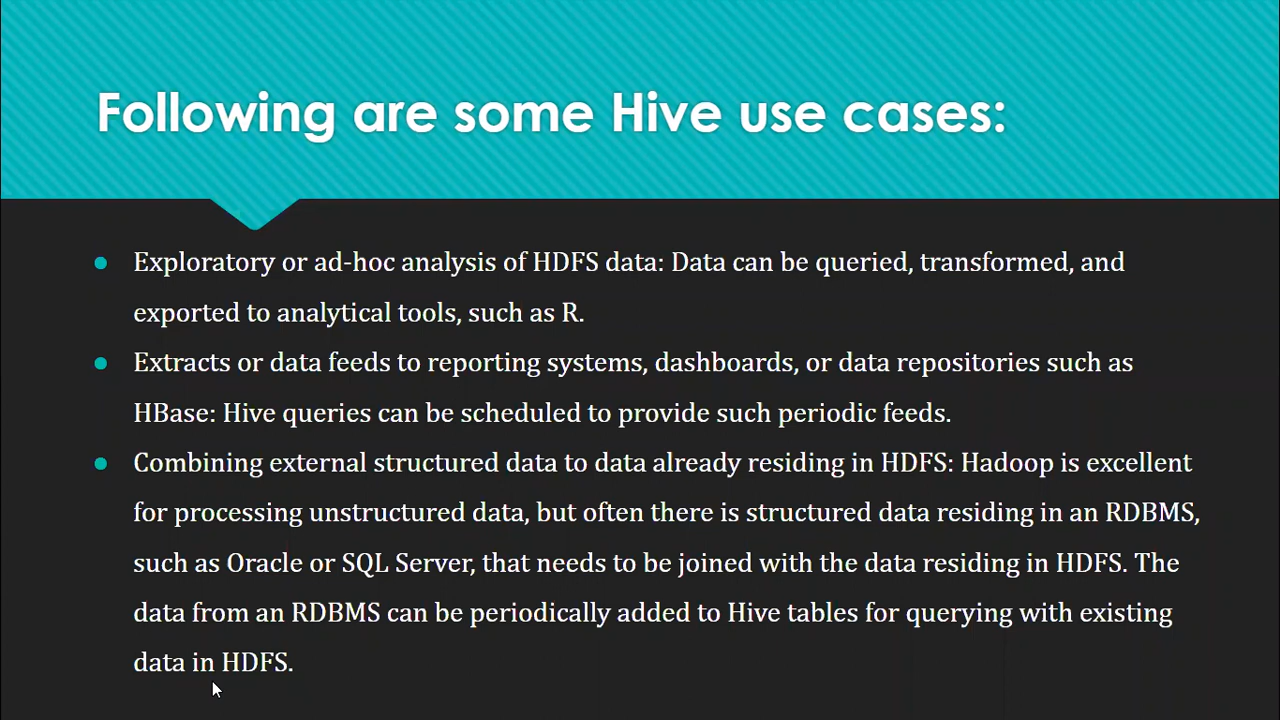 Following are some Hive use cases:
Exploratory or ad-hoc analysis of HDFS data: Data can be queried, transformed, and
exported to analytical tools, such as R.
Extracts or data feeds to reporting systems, dashboards, or data repositories such as
HBase: Hive queries can be scheduled to provide such periodic feeds.
Combining external structured data to data already residing in HDFS: Hadoop is excellent
for processing unstructured data, but often there is structured data residing in an RDBMS,
such as Oracle or SQL Server, that needs to be joined with the data residing in HDFS. The
data from an RDBMS can be periodically added to Hive tables for querying with existing
data in HDFS.